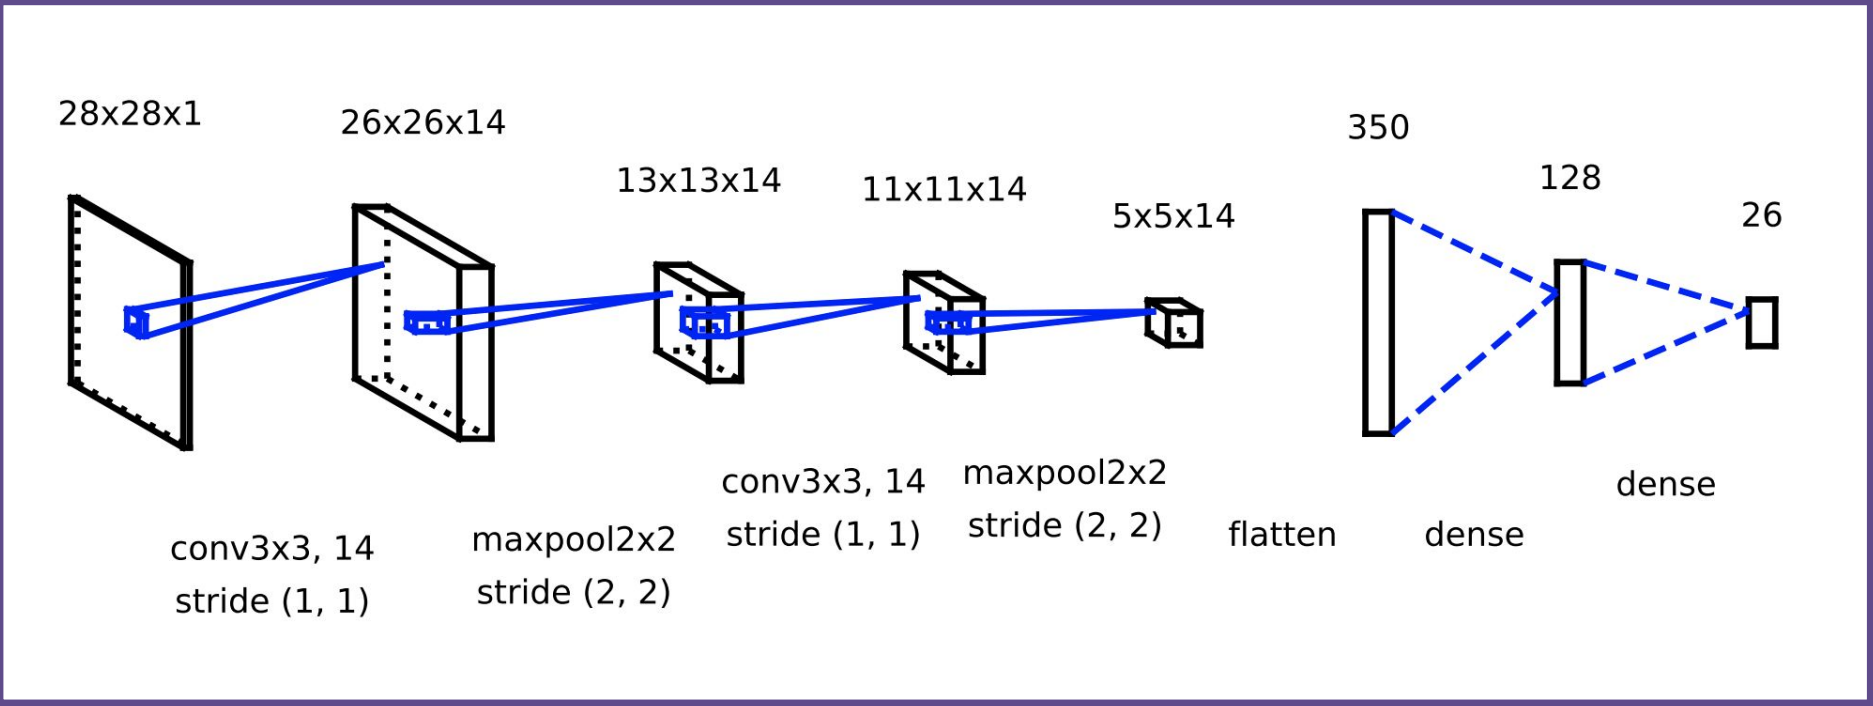 28x28x1
26x26x14
13x13x14
11x11x14
5x5x14
350
128
26
conv3x3, 14
stride (1, 1)
maxpool2x2
stride (2, 2)
conv3x3, 14
stride (1, 1)
maxpool2x2
stride (2, 2)
flatten
dense
dense